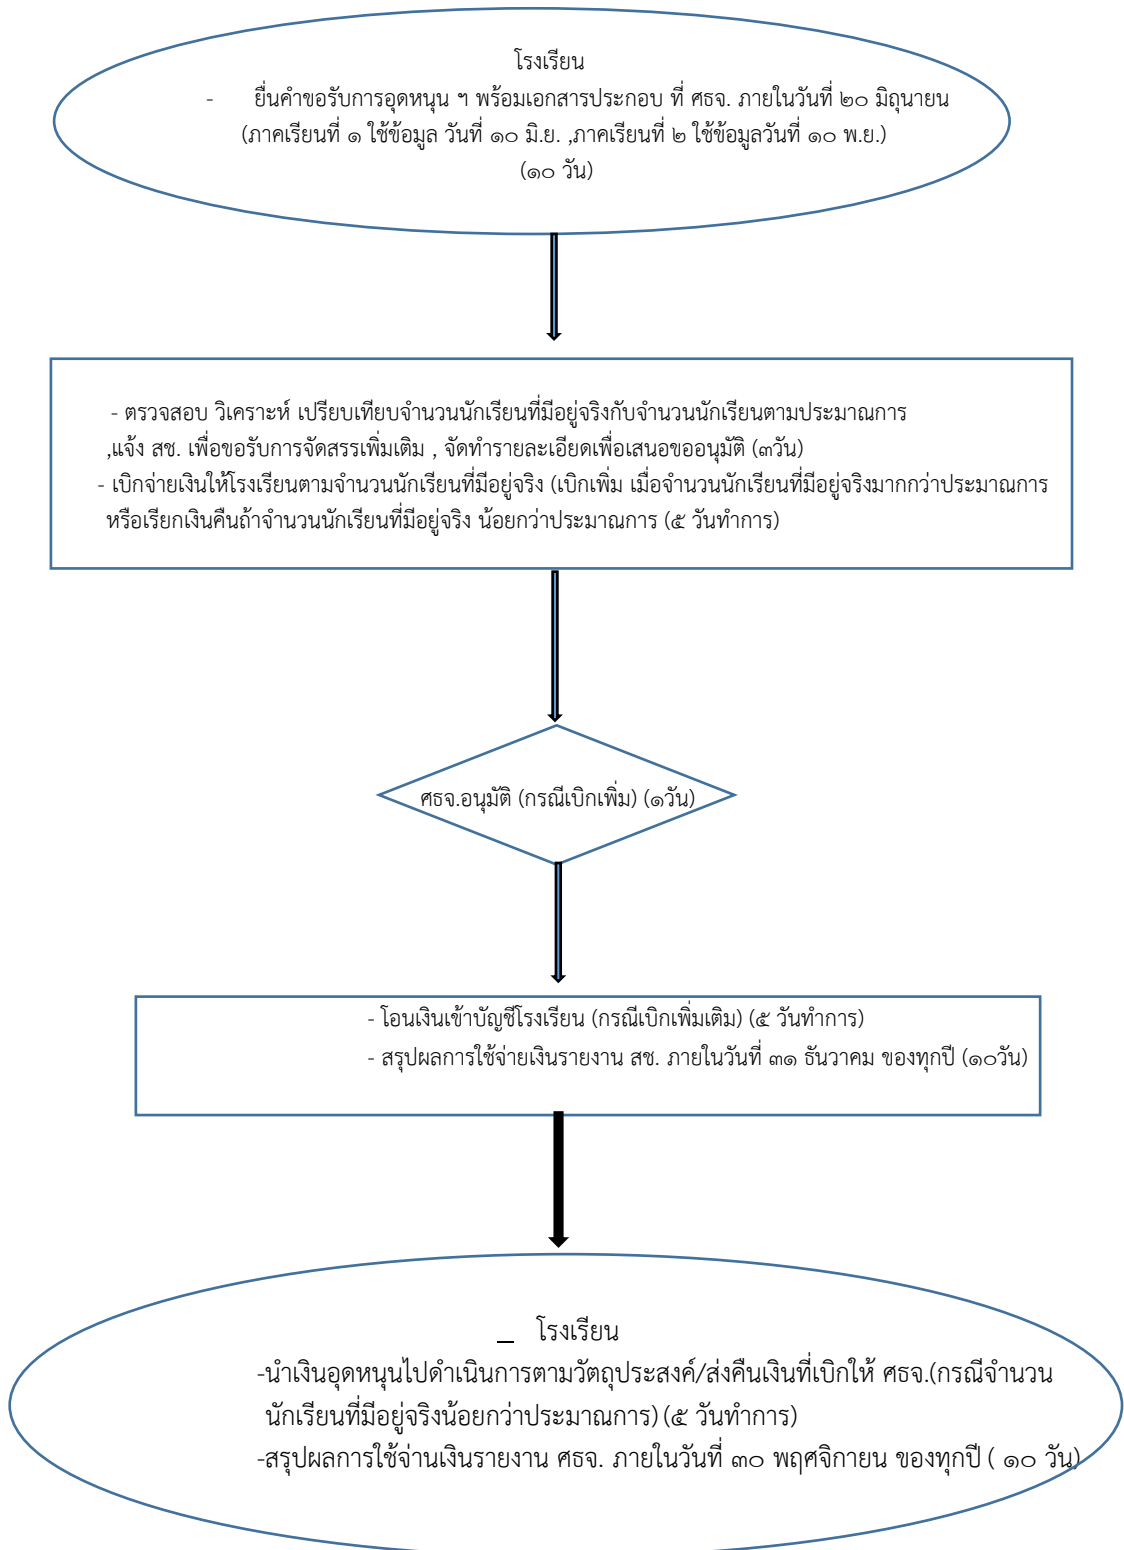 โรงเรียน
- ยื่นคำขอรับการอุดหนุน ฯ พร้อมเอกสารประกอบ ที่ ศธจ. ภายในวันที่ ๒๐ มิถุนายน
(ภาคเรียนที่ ๑ ใช้ข้อมูล วันที่ ๑๐ มิ.ย. ,ภาคเรียนที่ ๒ ใช้ข้อมูลวันที่ ๑๐ พ.ย.)
(๑๐ วัน)
- ตรวจสอบ วิเคราะห์ เปรียบเทียบจำนวนนักเรียนที่มีอยู่จริงกับจำนวนนักเรียนตามประมาณการ
,แจ้ง สช. เพื่อขอรับการจัดสรรเพิ่มเติม , จัดทำรายละเอียดเพื่อเสนอขออนุมัติ (๓วัน)
- เบิกจ่ายเงินให้โรงเรียนตามจำนวนนักเรียนที่มีอยู่จริง (เบิกเพิ่ม เมื่อจำนวนนักเรียนที่มีอยู่จริงมากกว่าประมาณการ
หรือเรียกเงินคืนถ้าจำนวนนักเรียนที่มีอยู่จริง น้อยกว่าประมาณการ (๕ วันทำการ)
ศธจ.อนุมัติ (กรณีเบิกเพิ่ม) (๑วัน)
- โอนเงินเข้าบัญชีโรงเรียน (กรณีเบิกเพิ่มเติม) (๕ วันทำการ)
- สรุปผลการใช้จ่ายเงินรายงาน สช. ภายในวันที่ ๓๑ ธันวาคม ของทุกปี (๑๐วัน)
_ โรงเรียน
-นำเงินอุดหนุนไปดำเนินการตามวัตถุประสงค์/ส่งคืนเงินที่เบิกให้ ศธจ.(กรณีจำนวน
นักเรียนที่มีอยู่จริงน้อยกว่าประมาณการ) (๕ วันทำการ)
-สรุปผลการใช้จ่านเงินรายงาน ศธจ. ภายในวันที่ ๓๐ พฤศจิกายน ของทุกปี ( ๑๐ วัน)